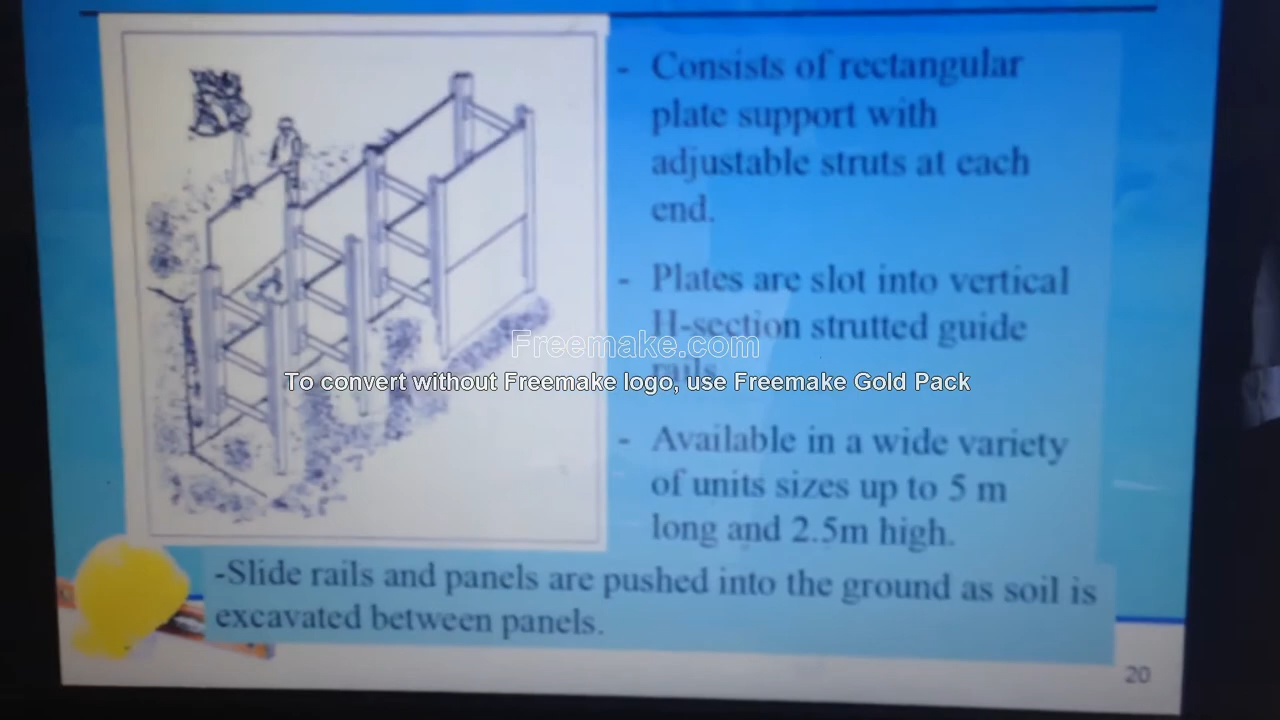 - Consists of rectangular
plate support with
adjustable struts at each
end.
- Plates are slot into vertical
H-section strutted guide
rails
Freemake.com
To convert without Freemake logo, use Freemake Gold Pack
- Available in a wide variety
of units sizes up to 5 m
long and 2.5m high.
-Slide rails and panels are pushed into the ground as soil is
excavated between panels.
20